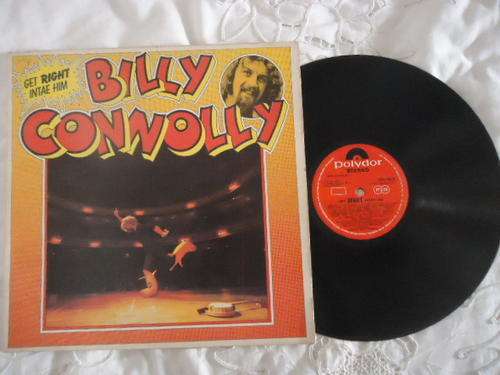 GET RIGHT
INTAE HIM
BILLY
CONNOLLY
Polydor
STEREO